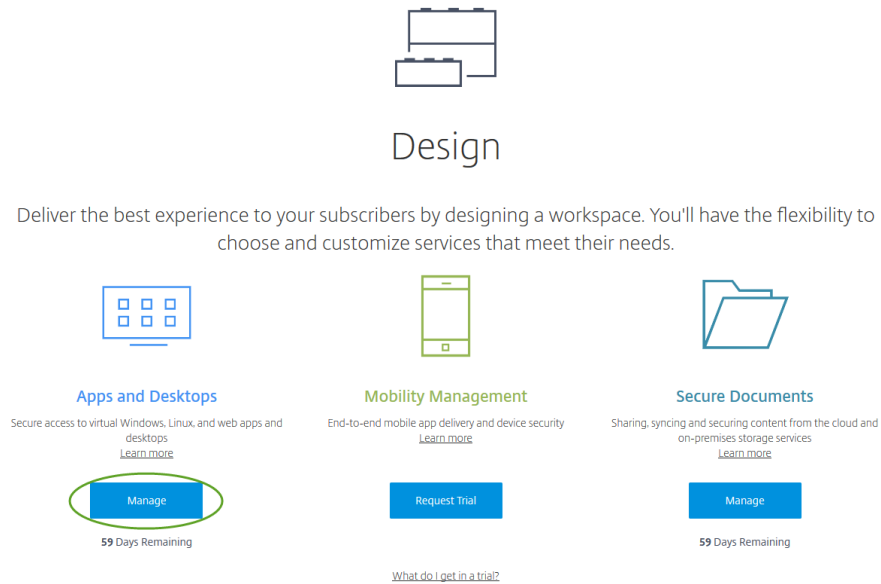 Design
Deliver the best experience to your subscribers by designing a workspace. You'll have the flexibility to
choose and customize services that meet their needs.
Apps and Desktops
Secure access to virtual Windows, Linux, and web apps and
desktops
Learn more
Manage
59 Days Remaining
Mobility Management
End-to-end mobile app delivery and device security
Learn more
Request Trial
Secure Documents
Sharing, syncing and securing content from the cloud and
on-premises storage services
Learn more
Manage
59 Days Remaining
What do I get in a trial?